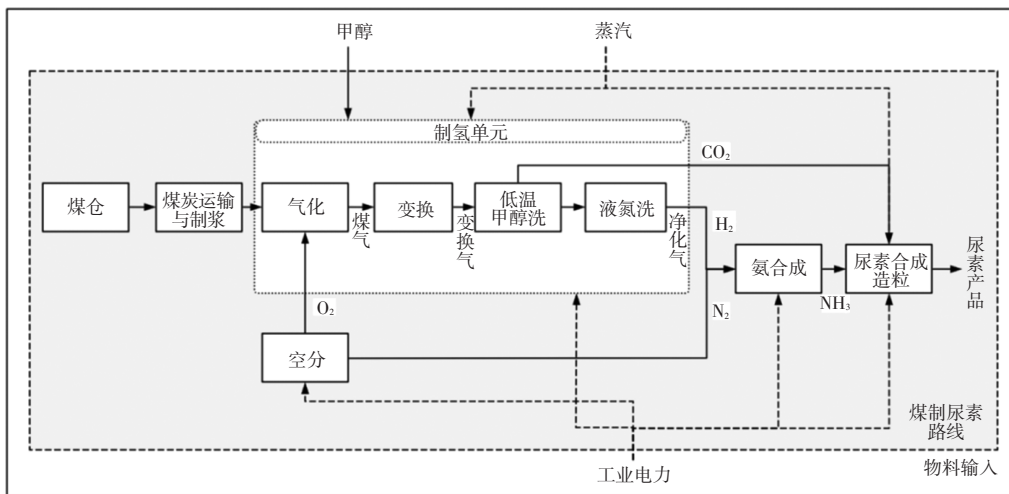 甲醇
蒸汽
制氢单元
CO₂
煤仓
煤炭运输
与制浆
气化
煤气
变换
变换气
低温
甲醇洗
液氮洗
净化气
H₂
N₂
氨合成
NH₃
尿素合成
造粒
尿素产品
O₂
空分
煤制尿素
路线
工业电力
物料输入